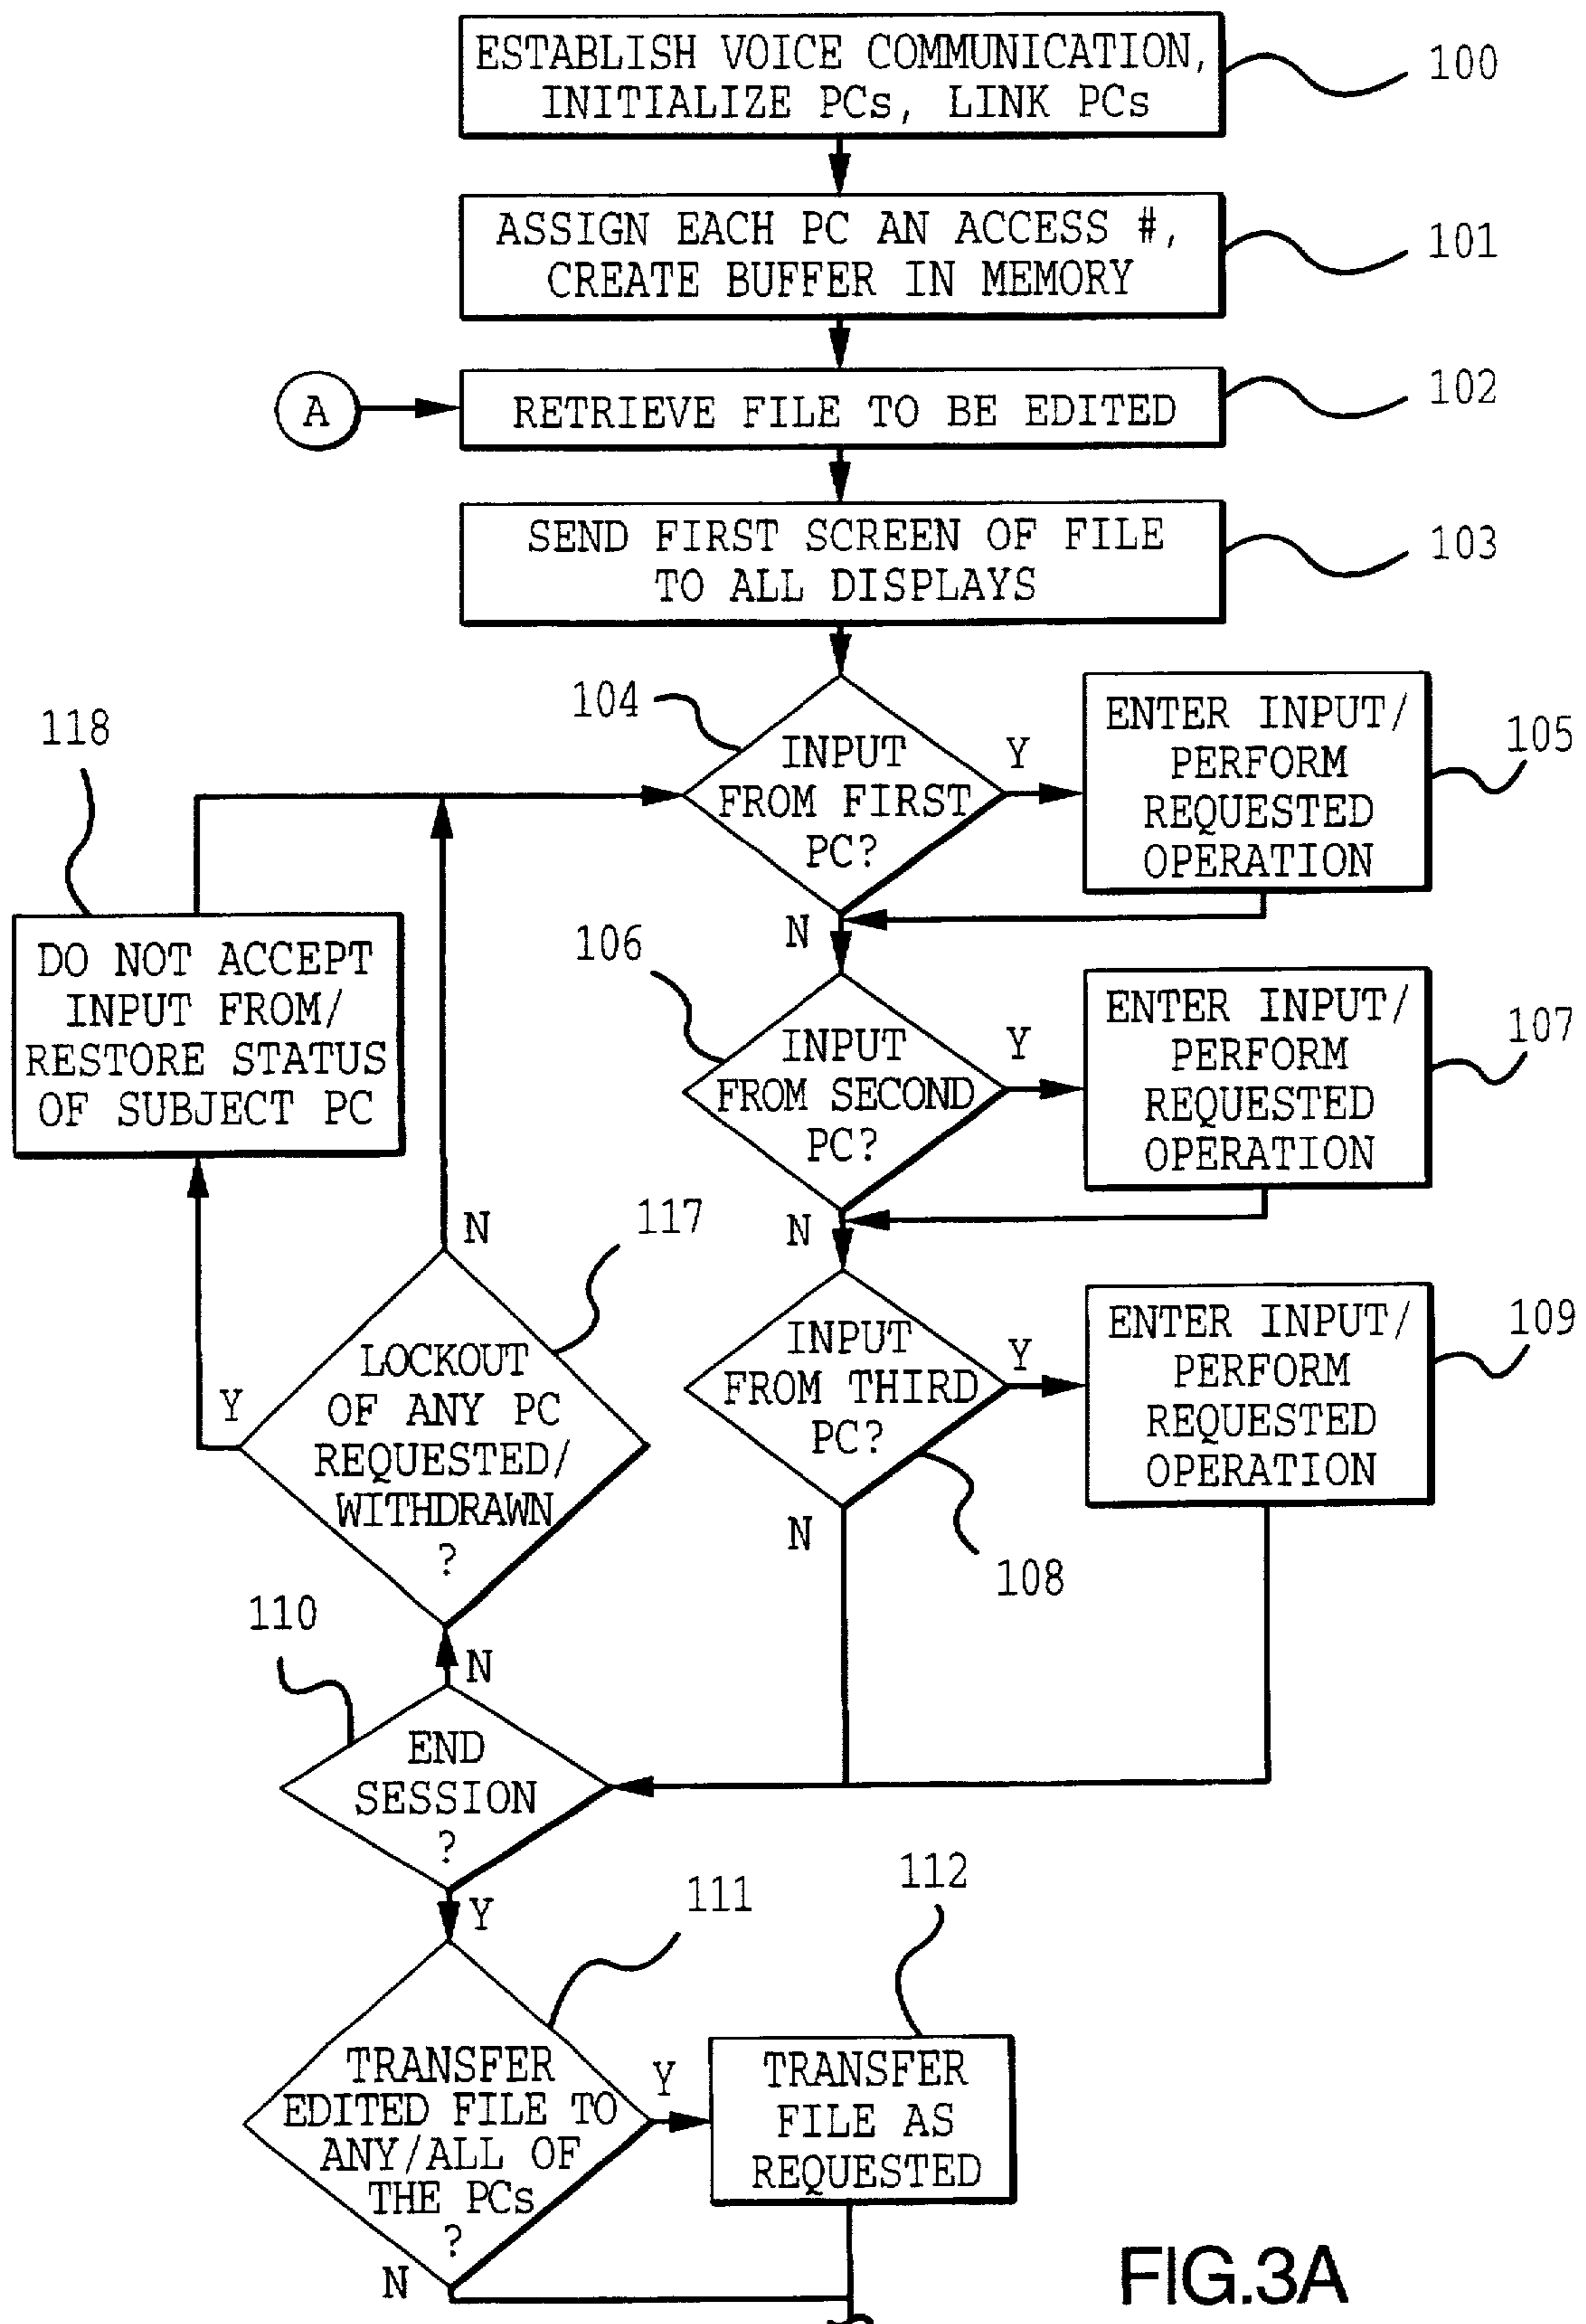 ESTABLISH VOICE COMMUNICATION,
INITIALIZE PCs, LINK PCs
100
ASSIGN EACH PC AN ACCESS #,
CREATE BUFFER IN MEMORY
101
A
RETRIEVE FILE TO BE EDITED
102
SEND FIRST SCREEN OF FILE
TO ALL DISPLAYS
103
104
INPUT
FROM FIRST
PC?
Y
N
ENTER INPUT/
PERFORM
REQUESTED
OPERATION
105
118
DO NOT ACCEPT
INPUT FROM/
RESTORE STATUS
OF SUBJECT PC
106
INPUT
FROM SECOND
PC?
Y
N
ENTER INPUT/
PERFORM
REQUESTED
OPERATION
107
N
117
LOCKOUT
OF ANY PC
REQUESTED/
WITHDRAWN
?
Y
INPUT
FROM THIRD
PC?
Y
N
108
ENTER INPUT/
PERFORM
REQUESTED
OPERATION
109
110
N
END
SESSION
?
Y
111
TRANSFER
EDITED FILE TO
ANY/ALL OF
THE PCs
?
Y
N
112
TRANSFER
FILE AS
REQUESTED
FIG.3A